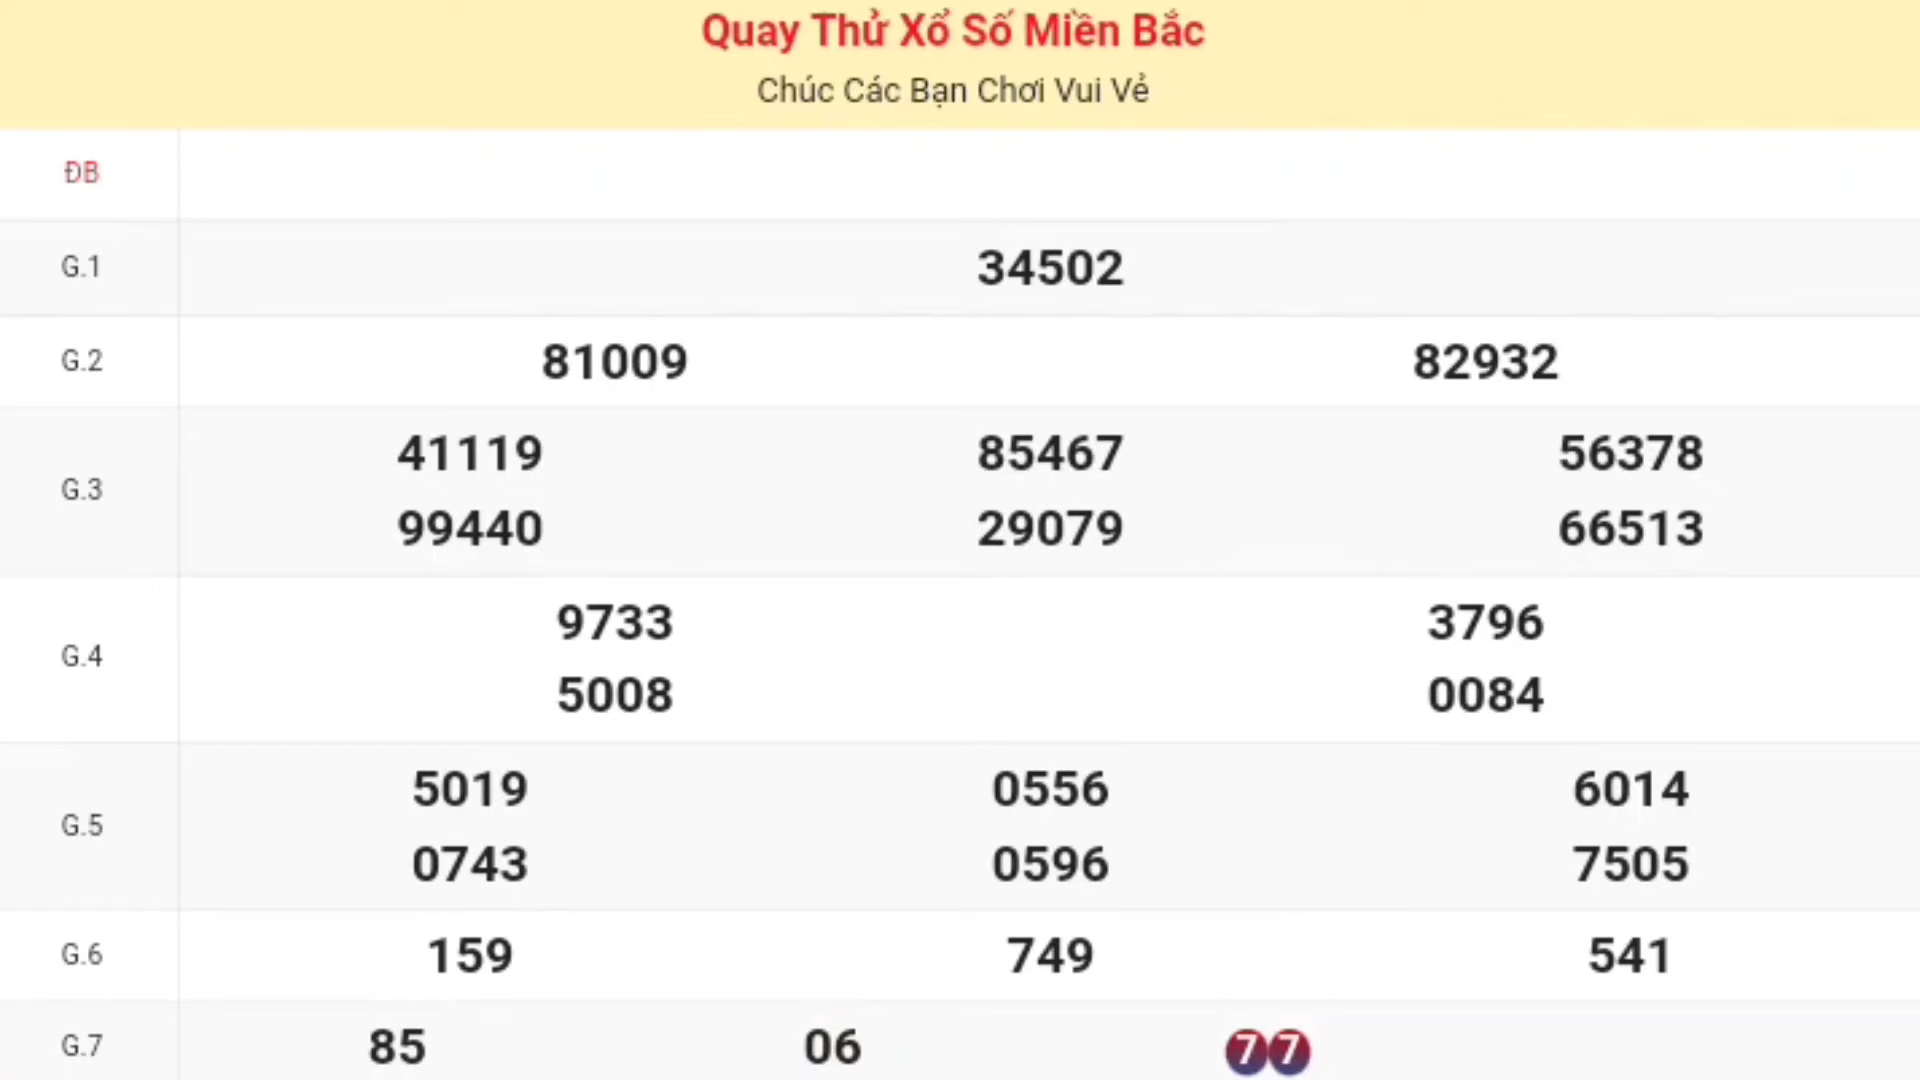 Quay Thử Xổ Số Miền Bắc
Chúc Các Bạn Chơi Vui Vẻ
ĐB
G.1 34502
G.2 81009 82932
G.3 41119 85467 56378
99440 29079 66513
G.4 9733 3796
5008 0084
G.5 5019 0556 6014
0743 0596 7505
G.6 159 749 541
G.7 85 06 77